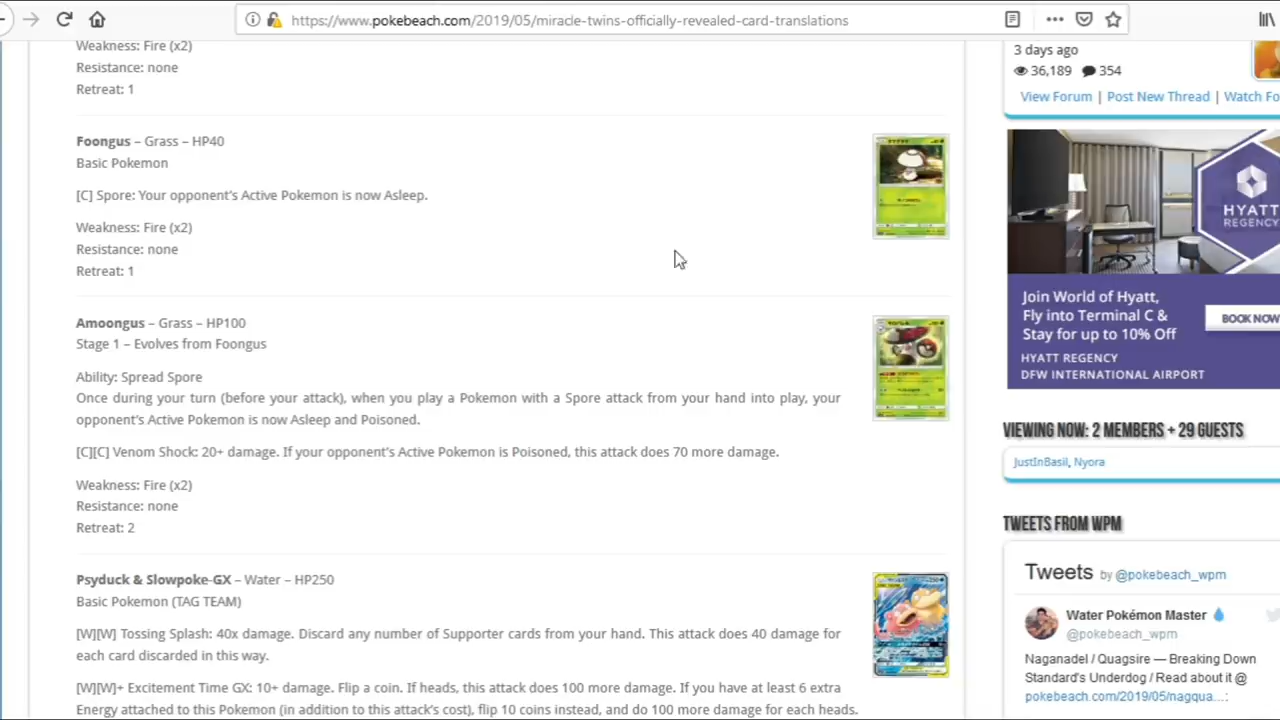 https://www.pokebeach.com/2019/05/miracle-twins-officially-revealed-card-translations
Weakness: Fire (x2)
Resistance: none
Retreat: 1
Foongus – Grass – HP40
Basic Pokemon
[C] Spore: Your opponent's Active Pokemon is now Asleep.
Weakness: Fire (x2)
Resistance: none
Retreat: 1
Amoongus – Grass – HP100
Stage 1 – Evolves from Foongus
Ability: Spread Spore
Once during your turn (before your attack), when you play a Pokemon with a Spore attack from your hand into play, your
opponent's Active Pokemon is now Asleep and Poisoned.
[C][C] Venom Shock: 20+ damage. If your opponent's Active Pokemon is Poisoned, this attack does 70 more damage.
Weakness: Fire (x2)
Resistance: none
Retreat: 2
Psyduck & Slowpoke-GX – Water – HP250
Basic Pokemon (TAG TEAM)
[W][W] Tossing Splash: 40x damage. Discard any number of Supporter cards from your hand. This attack does 40 damage for
each card discarded in this way.
[W][W]+ Excitement Time GX: 10+ damage. Flip a coin. If heads, this attack does 100 more damage. If you have at least 6 extra
Energy attached to this Pokemon (in addition to this attack's cost), flip 10 coins instead, and do 100 more damage for each heads.
3 days ago
36,189 354
View Forum | Post New Thread | Watch Fo
HYATT
REGENCY
Join World of Hyatt,
Fly into Terminal C &
Stay for up to 10% Off
BOOK NOW
HYATT REGENCY
DFW INTERNATIONAL AIRPORT
VIEWING NOW: 2 MEMBERS + 29 GUESTS
JustInBasil, Nyora
TWEETS FROM WPM
Tweets by @pokebeach_wpm
Water Pokémon Master
@pokebeach_wpm
Naganadel / Quagsire — Breaking Down
Standard's Underdog / Read about it @
pokebeach.com/2019/05/nagqua...: